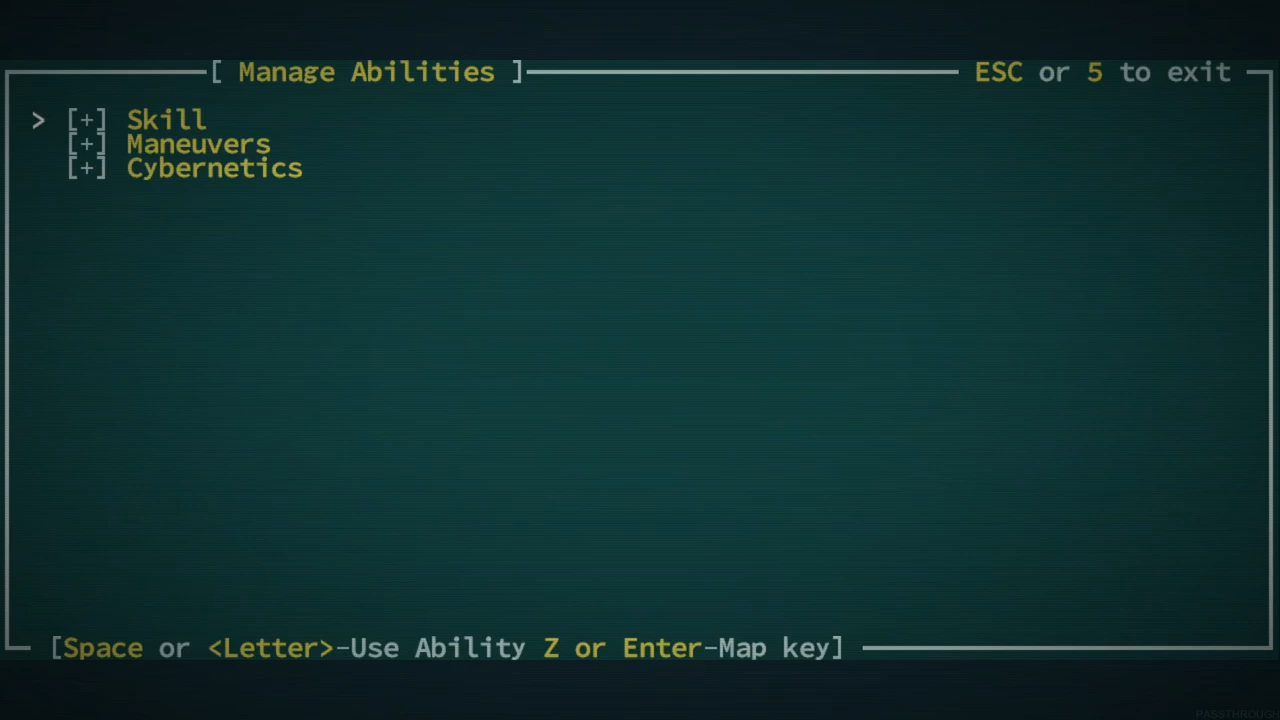 [ Manage Abilities ] ESC or 5 to exit
> [+] Skill
[+] Maneuvers
[+] Cybernetics
[Space or <Letter>-Use Ability Z or Enter-Map key]
PASSTHROUGH